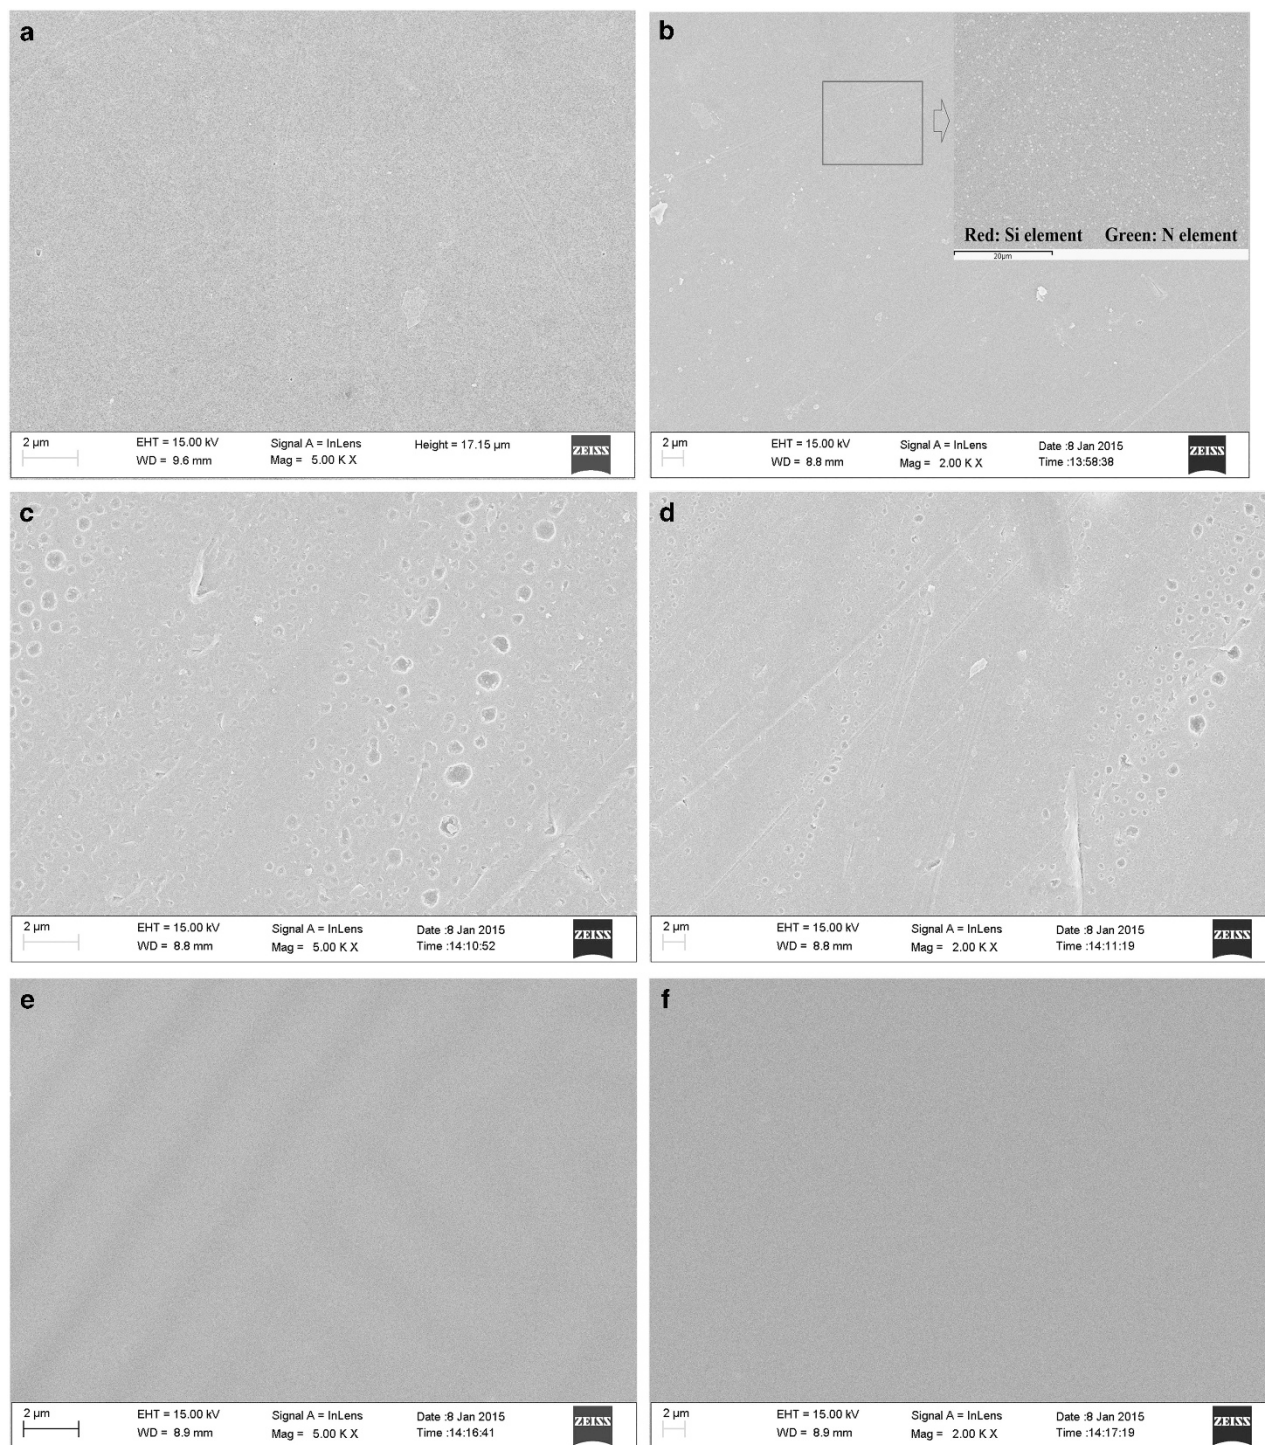 a
2 µm
EHT = 15.00 kV
WD = 9.6 mm
Signal A = InLens
Mag = 5.00 K X
Height = 17.15 µm
ZEISS
b
Red: Si element Green: N element
20µm
2 µm
EHT = 15.00 kV
WD = 8.8 mm
Signal A = InLens
Mag = 2.00 K X
Date :8 Jan 2015
Time :13:58:38
ZEISS
c
2 µm
EHT = 15.00 kV
WD = 8.8 mm
Signal A = InLens
Mag = 5.00 K X
Date :8 Jan 2015
Time :14:10:52
ZEISS
d
2 µm
EHT = 15.00 kV
WD = 8.8 mm
Signal A = InLens
Mag = 2.00 K X
Date :8 Jan 2015
Time :14:11:19
ZEISS
e
2 µm
EHT = 15.00 kV
WD = 8.9 mm
Signal A = InLens
Mag = 5.00 K X
Date :8 Jan 2015
Time :14:16:41
ZEISS
f
2 µm
EHT = 15.00 kV
WD = 8.9 mm
Signal A = InLens
Mag = 2.00 K X
Date :8 Jan 2015
Time :14:17:19
ZEISS